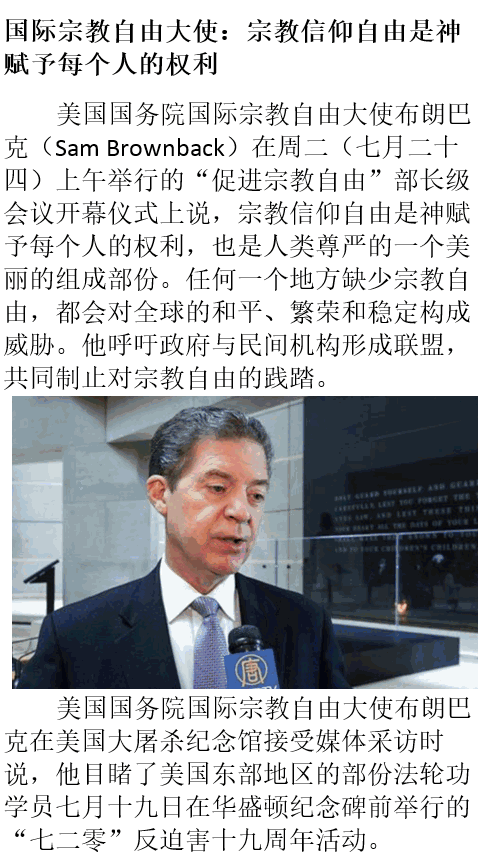 国际宗教自由大使：宗教信仰自由是神
赋予每个人的权利
美国国务院国际宗教自由大使布朗巴
克（Sam Brownback）在周二（七月二十
四）上午举行的“促进宗教自由”部长级
会议开幕仪式上说，宗教信仰自由是神赋
予每个人的权利，也是人类尊严的一个美
丽的组成部份。任何一个地方缺少宗教自
由，都会对全球的和平、繁荣和稳定构成
威胁。他呼吁政府与民间机构形成联盟，
共同制止对宗教自由的践踏。
ONLY GUARD YOURSELF AND GUARD
CAREFULLY, LEST YOU FORGET THE
SAW, AND LEST THESE
ALL THE DAYS OF YOUR
KNOWN TO
AND TO YOUR CHILDREN'S CHILDREN
唐
美国国务院国际宗教自由大使布朗巴
克在美国大屠杀纪念馆接受媒体采访时
说，他目睹了美国东部地区的部份法轮功
学员七月十九日在华盛顿纪念碑前举行的
“七二零”反迫害十九周年活动。